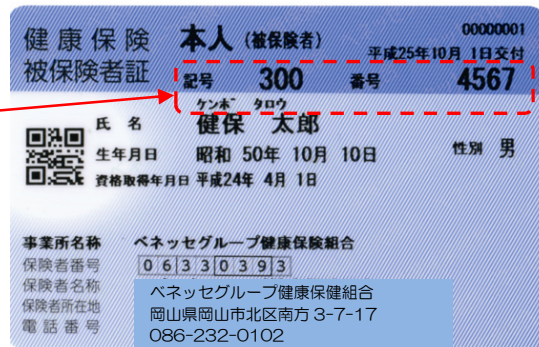 健康保険 本人（被保険者） 00000001
被保険者証 平成25年10月 1日交付
記号 300 番号 4567
ケンポ タロウ
氏 名 健保 太郎
生年月日 昭和 50年 10月 10日 性別 男
資格取得年月日 平成24年 4月 1日
事業所名称 ベネッセグループ健康保険組合
保険者番号 06330393
保険者名称 ベネッセグループ健康保健組合
保険者所在地 岡山県岡山市北区南方 3-7-17
電話番号 086-232-0102